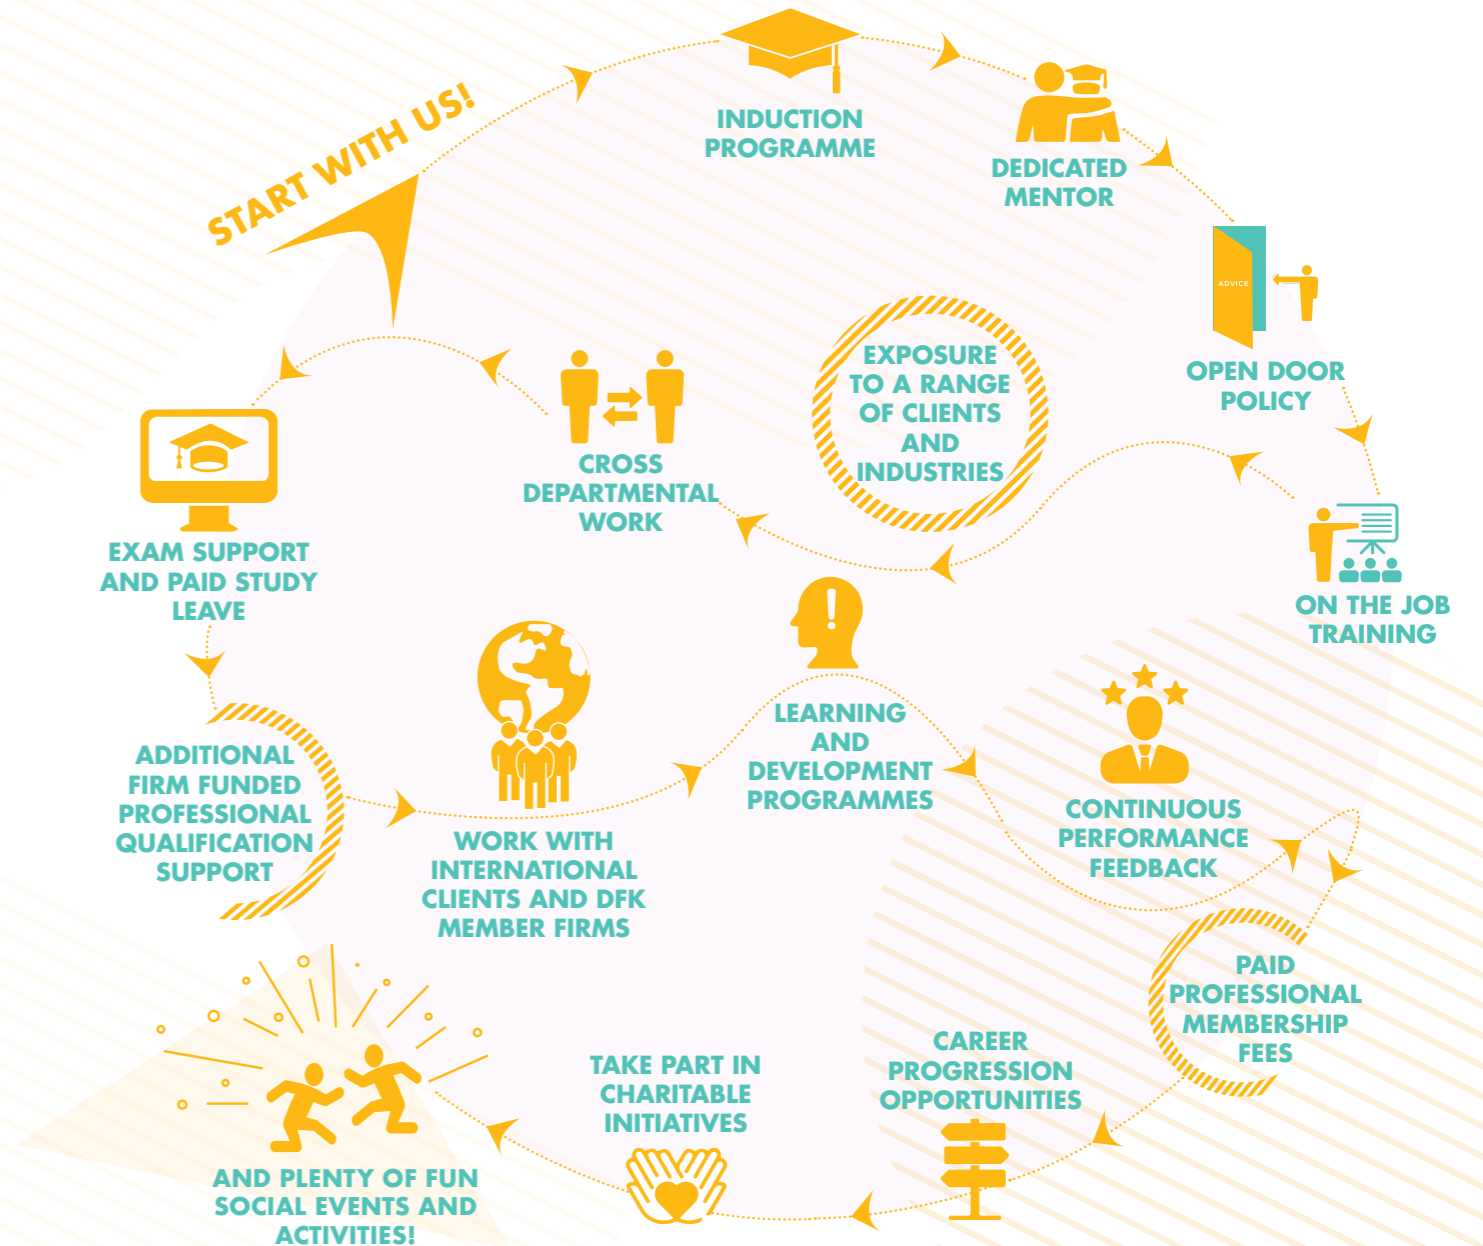 START WITH US!
INDUCTION
PROGRAMME
DEDICATED
MENTOR
ADVICE
OPEN DOOR
POLICY
ON THE JOB
TRAINING
EXPOSURE
TO A RANGE
OF CLIENTS
AND
INDUSTRIES
CROSS
DEPARTMENTAL
WORK
EXAM SUPPORT
AND PAID STUDY
LEAVE
ADDITIONAL
FIRM FUNDED
PROFESSIONAL
QUALIFICATION
SUPPORT
WORK WITH
INTERNATIONAL
CLIENTS AND DFK
MEMBER FIRMS
LEARNING
AND
DEVELOPMENT
PROGRAMMES
CONTINUOUS
PERFORMANCE
FEEDBACK
PAID
PROFESSIONAL
MEMBERSHIP
FEES
CAREER
PROGRESSION
OPPORTUNITIES
TAKE PART IN
CHARITABLE
INITIATIVES
AND PLENTY OF FUN
SOCIAL EVENTS AND
ACTIVITIES!